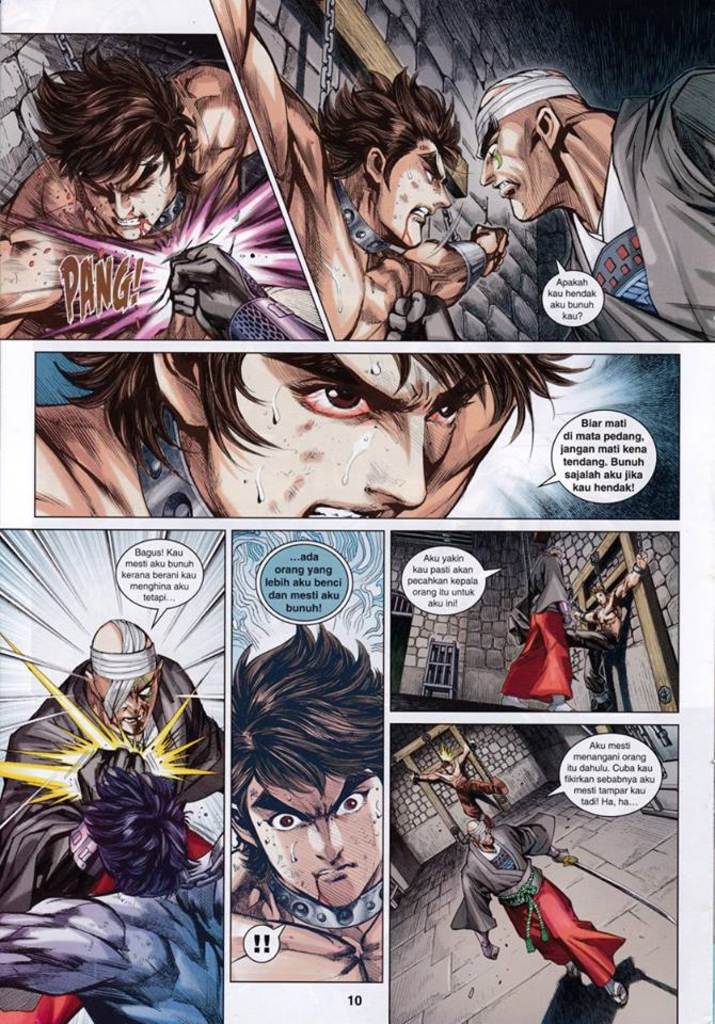 PANG!
Apakah
kau hendak
aku bunuh
kau?
Biar mati
di mata pedang,
jangan mati kena
tendang. Bunuh
sajalah aku jika
kau hendak!
Bagus! Kau
mesti aku bunuh
kerana berani kau
menghina aku
tetapi...
...ada
orang yang
lebih aku benci
dan mesti aku
bunuh!
!!
Aku yakin
kau pasti akan
pecahkan kepala
orang itu untuk
aku ini!
Aku mesti
menangani orang
itu dahulu. Cuba kau
fikirkan sebabnya aku
mesti tampar kau
tadi! Ha, ha...
10